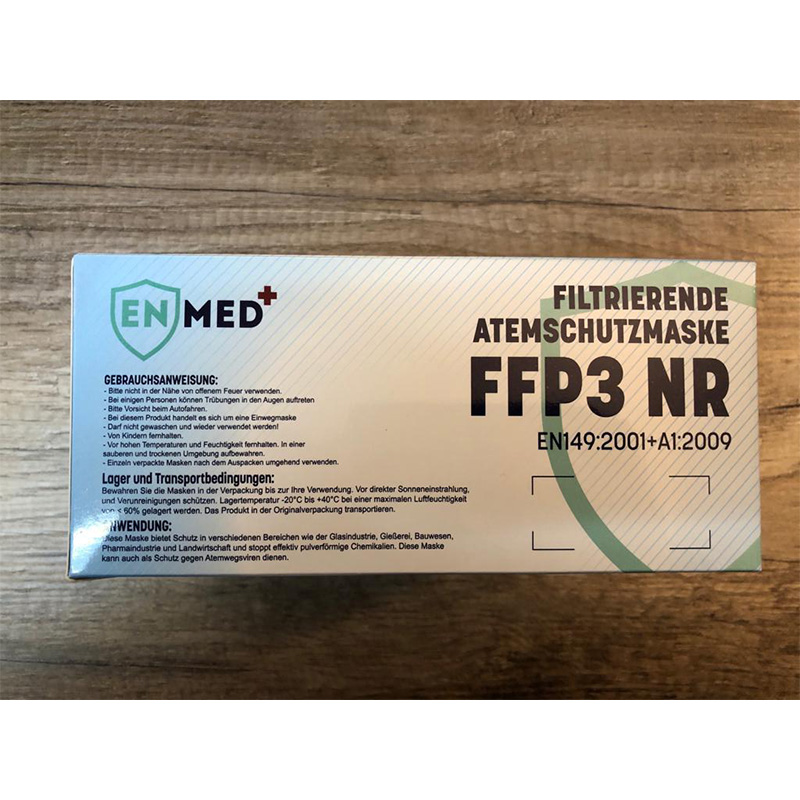 EN MED+
FILTRIERENDE
ATEMSCHUTZMASKE
FFP3 NR
EN149:2001+A1:2009
GEBRAUCHSANWEISUNG:
- Bitte nicht in der Nähe von offenem Feuer verwenden.
- Bei einigen Personen können Trübungen in den Augen auftreten
- Bitte Vorsicht beim Autofahren.
- Bei diesem Produkt handelt es sich um eine Einwegmaske
- Darf nicht gewaschen und wieder verwendet werden!
- Von Kindern fernhalten.
- Vor hohen Temperaturen und Feuchtigkeit fernhalten. In einer
sauberen und trockenen Umgebung aufbewahren.
- Einzeln verpackte Masken nach dem Auspacken umgehend verwenden.
Lager und Transportbedingungen:
Bewahren Sie die Masken in der Verpackung bis zur Ihre Verwendung. Vor direkter Sonneneinstrahlung,
und Verunreinigungen schützen. Lagertemperatur -20°C bis +40°C bei einer maximalen Luftfeuchtigkeit
von < 60% gelagert werden. Das Produkt in der Originalverpackung transportieren.
ANWENDUNG:
Diese Maske bietet Schutz in verschiedenen Bereichen wie der Glasindustrie, Gießerei, Bauwesen,
Pharmaindustrie und Landwirtschaft und stoppt effektiv pulverförmige Chemikalien. Diese Maske
kann auch als Schutz gegen Atemwegsviren dienen.